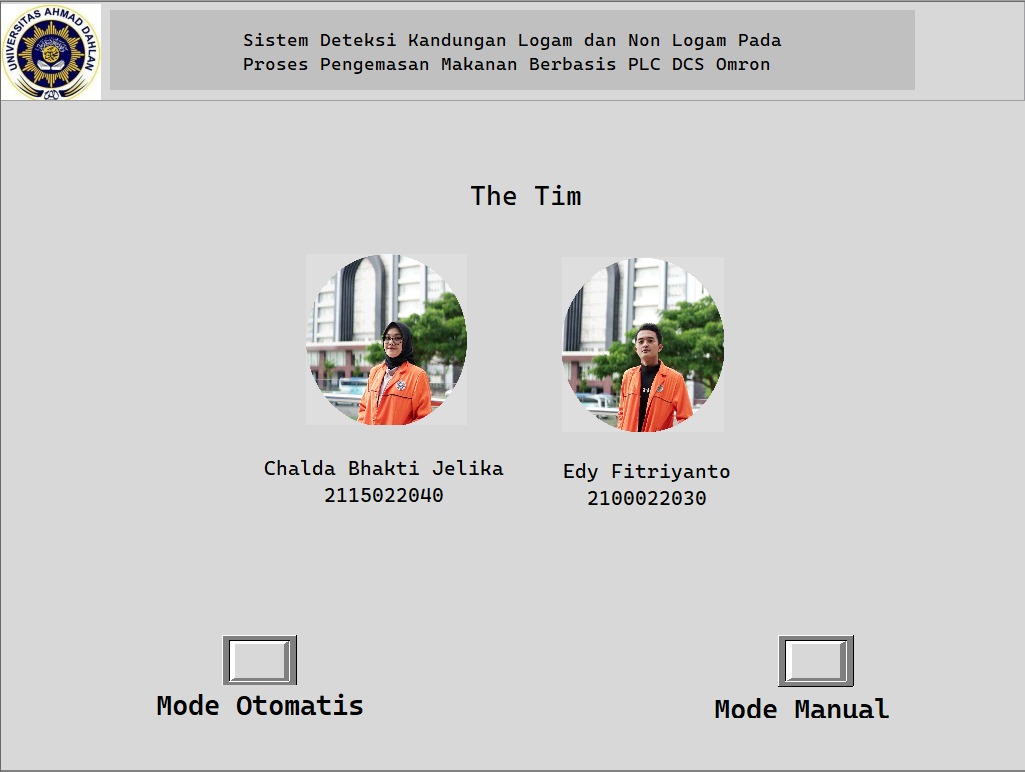 UNIVERSITAS AHMAD DAHLAN
Sistem Deteksi Kandungan Logam dan Non Logam Pada
Proses Pengemasan Makanan Berbasis PLC DCS Omron
The Tim
Chalda Bhakti Jelika
2115022040
Edy Fitriyanto
2100022030
Mode Otomatis
Mode Manual